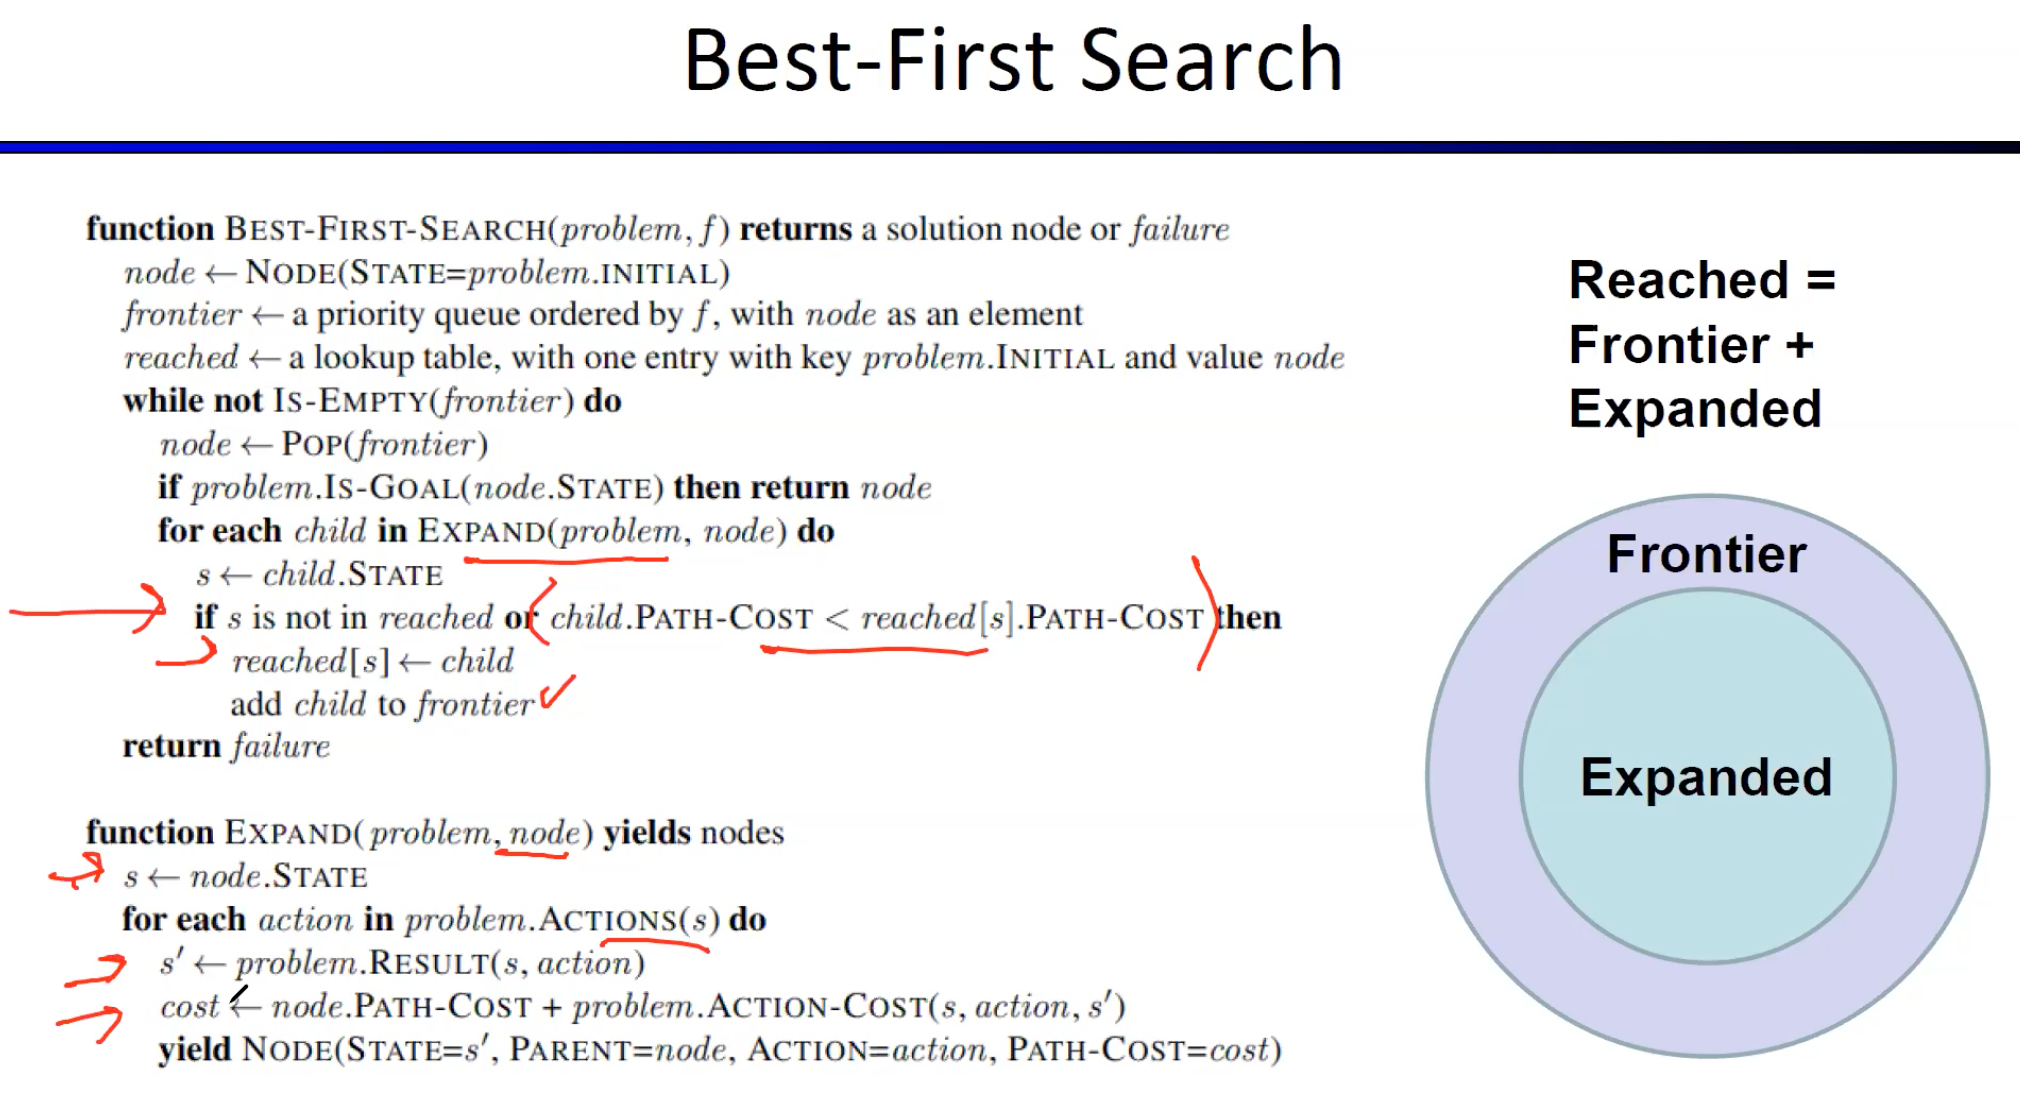 Best-First Search
function BEST-FIRST-SEARCH(problem, f) returns a solution node or failure
node ← NODE(STATE=problem.INITIAL)
frontier ← a priority queue ordered by f, with node as an element
reached ← a lookup table, with one entry with key problem.INITIAL and value node
while not IS-EMPTY(frontier) do
node ← POP(frontier)
if problem.IS-GOAL(node.STATE) then return node
for each child in EXPAND(problem, node) do
s ← child.STATE
if s is not in reached or child.PATH-COST < reached[s].PATH-COST then
reached[s] ← child
add child to frontier
return failure
function EXPAND(problem, node) yields nodes
s ← node.STATE
for each action in problem.ACTIONS(s) do
s′ ← problem.RESULT(s, action)
cost ← node.PATH-COST + problem.ACTION-COST(s, action, s′)
yield NODE(STATE=s′, PARENT=node, ACTION=action, PATH-COST=cost)
Reached =
Frontier +
Expanded
Frontier
Expanded